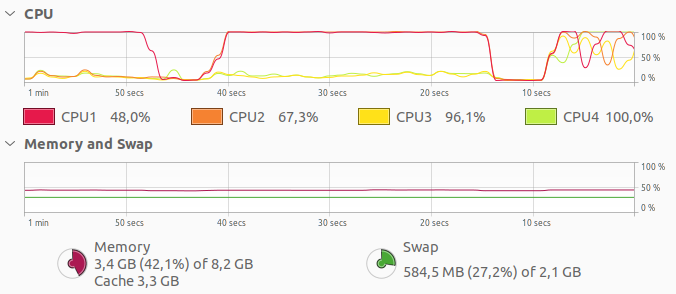 CPU
100 %
50 %
0 %
1 min 50 secs 40 secs 30 secs 20 secs 10 secs
CPU1 48,0% CPU2 67,3% CPU3 96,1% CPU4 100,0%
Memory and Swap
100 %
50 %
0 %
1 min 50 secs 40 secs 30 secs 20 secs 10 secs
Memory
3,4 GB (42,1%) of 8,2 GB
Cache 3,3 GB
Swap
584,5 MB (27,2%) of 2,1 GB